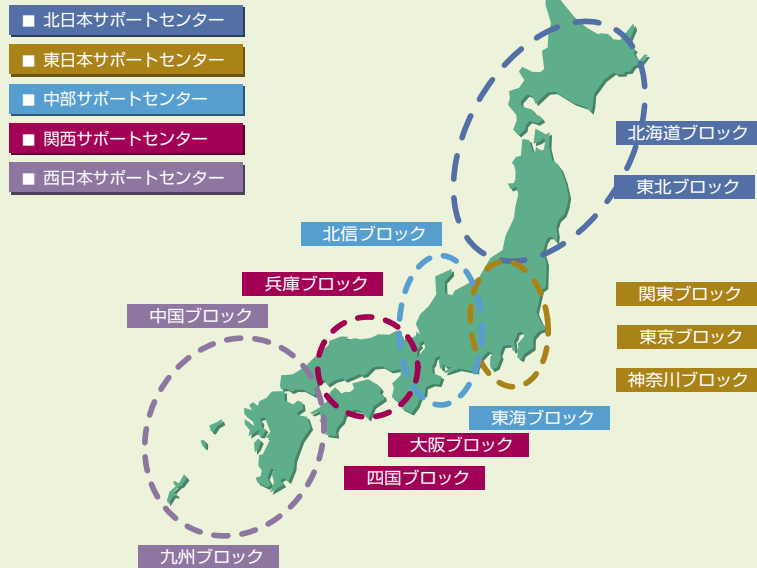 ■ 北日本サポートセンター
■ 東日本サポートセンター
■ 中部サポートセンター
■ 関西サポートセンター
■ 西日本サポートセンター
北海道ブロック
東北ブロック
北信ブロック
兵庫ブロック
中国ブロック
関東ブロック
東京ブロック
神奈川ブロック
東海ブロック
大阪ブロック
四国ブロック
九州ブロック